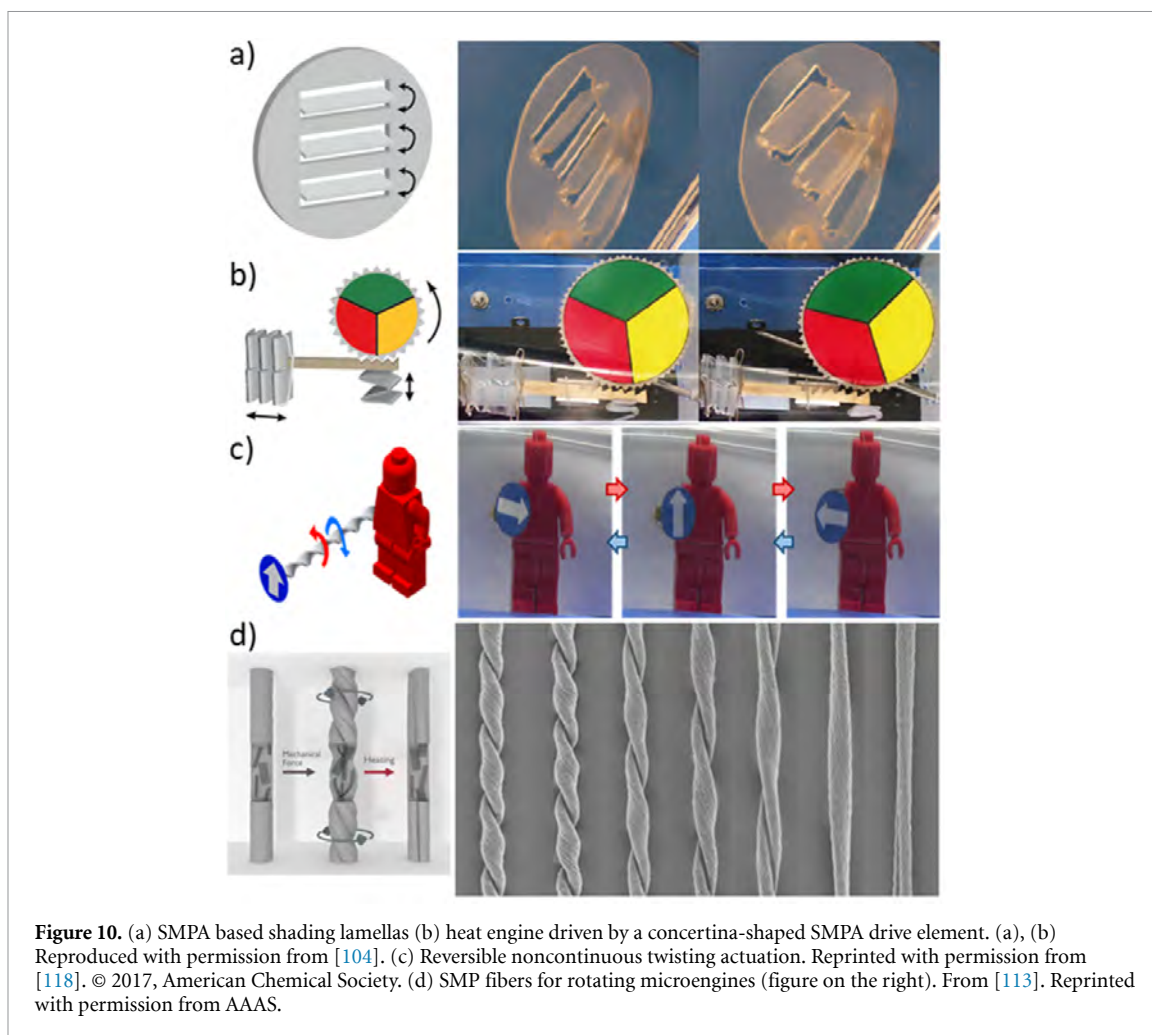 a)
b)
c)
d)
Mechanical
Force
Heating
Figure 10. (a) SMPA based shading lamellas (b) heat engine driven by a concertina-shaped SMPA drive element. (a), (b)
Reproduced with permission from [104]. (c) Reversible noncontinuous twisting actuation. Reprinted with permission from
[118]. © 2017, American Chemical Society. (d) SMP fibers for rotating microengines (figure on the right). From [113]. Reprinted
with permission from AAAS.